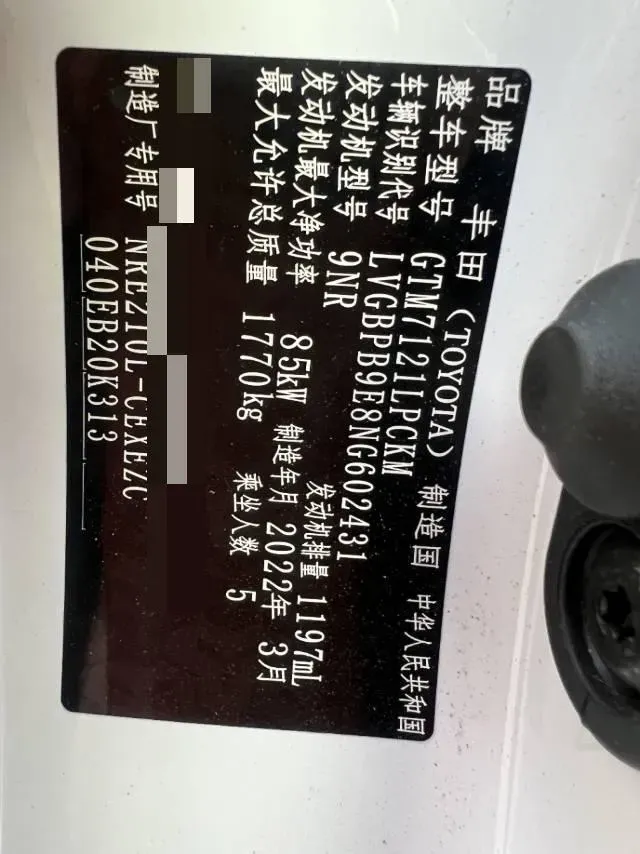 品牌 丰田（TOYOTA） 制造国 中华人民共和国
整车型号 GTM7121LPCKM
车辆识别代号 LVGBPB9E8NG602431
发动机型号 9NR 发动机排量 1197mL
发动机最大净功率 85kW 制造年月 2022年 3月
最大允许总质量 1770kg 乘坐人数 5
制造厂专用号 NRE210L-CEXEZC
040EB20K313